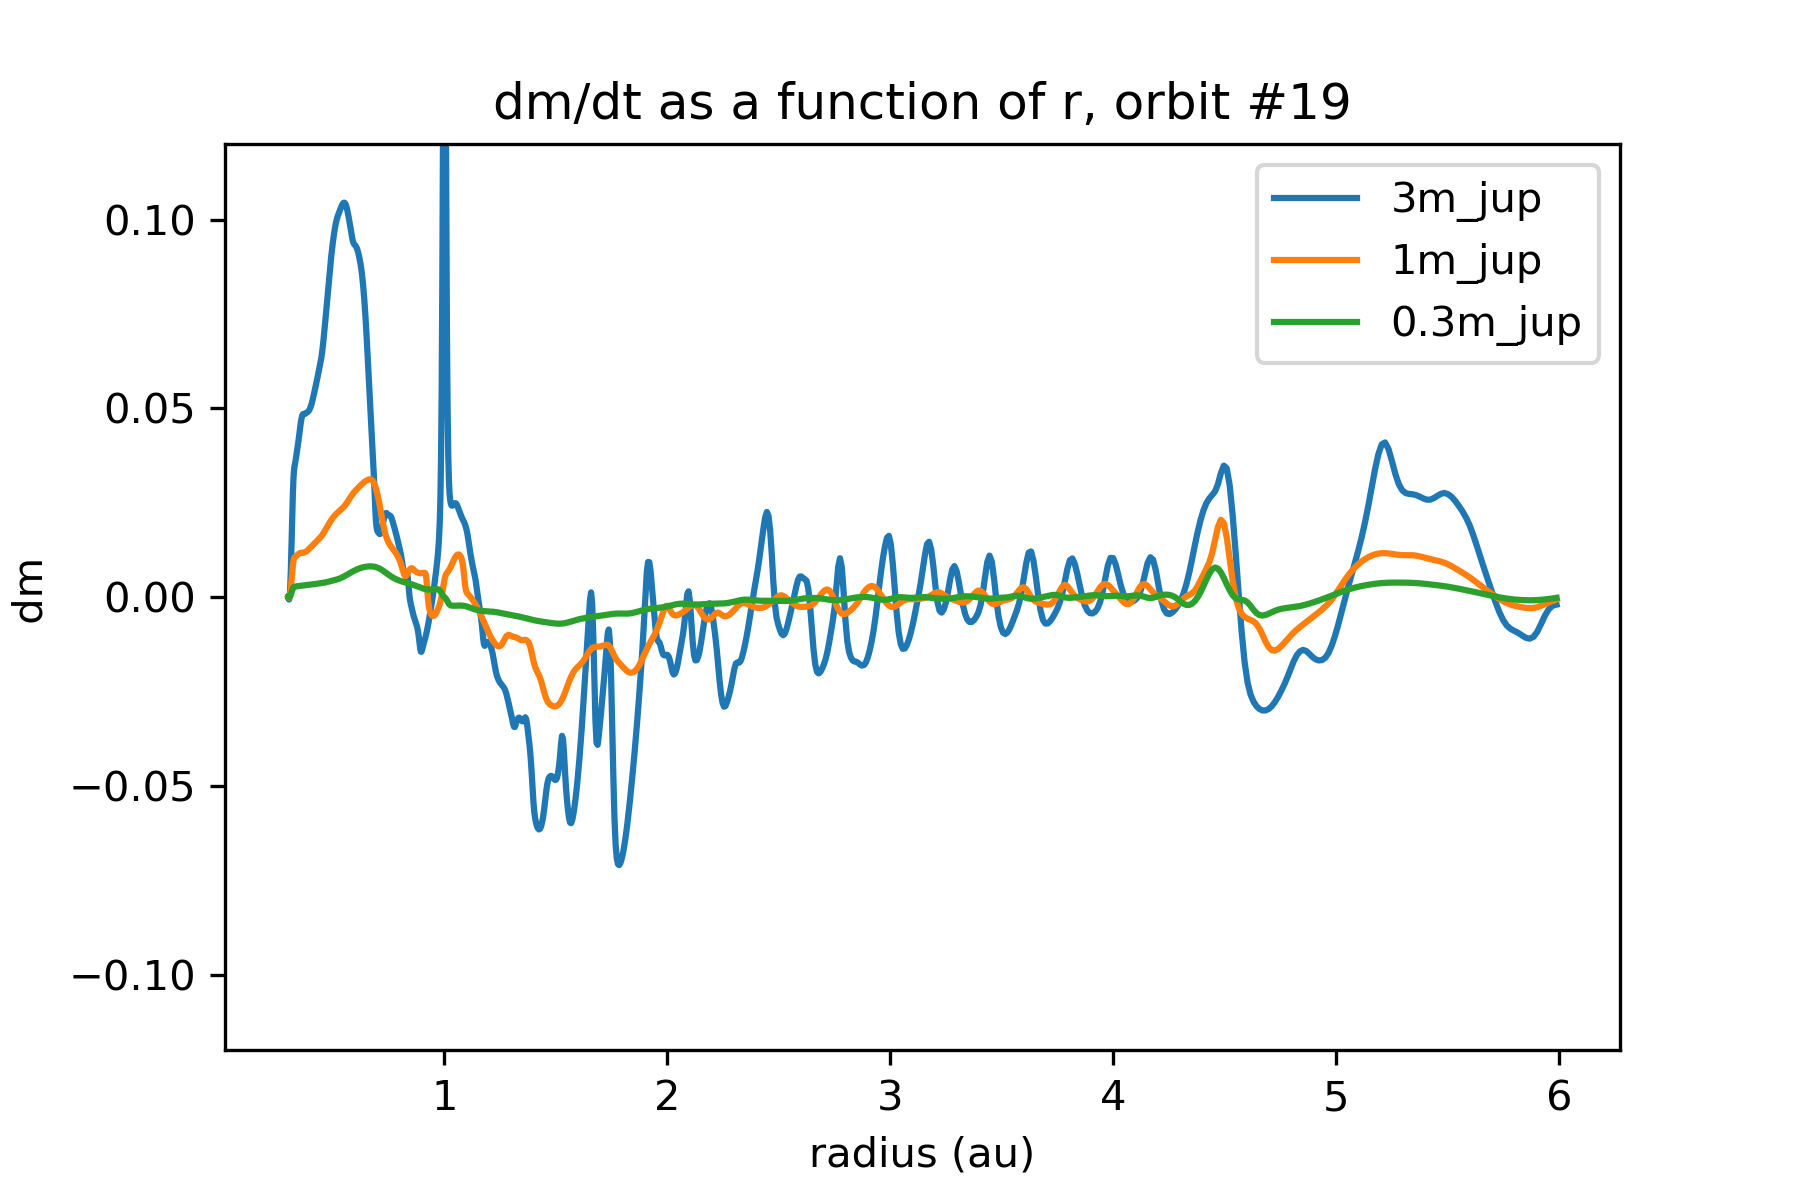 dm/dt as a function of r, orbit #19
3m_jup
1m_jup
0.3m_jup
dm
0.10
0.05
0.00
−0.05
−0.10
1 2 3 4 5 6
radius (au)